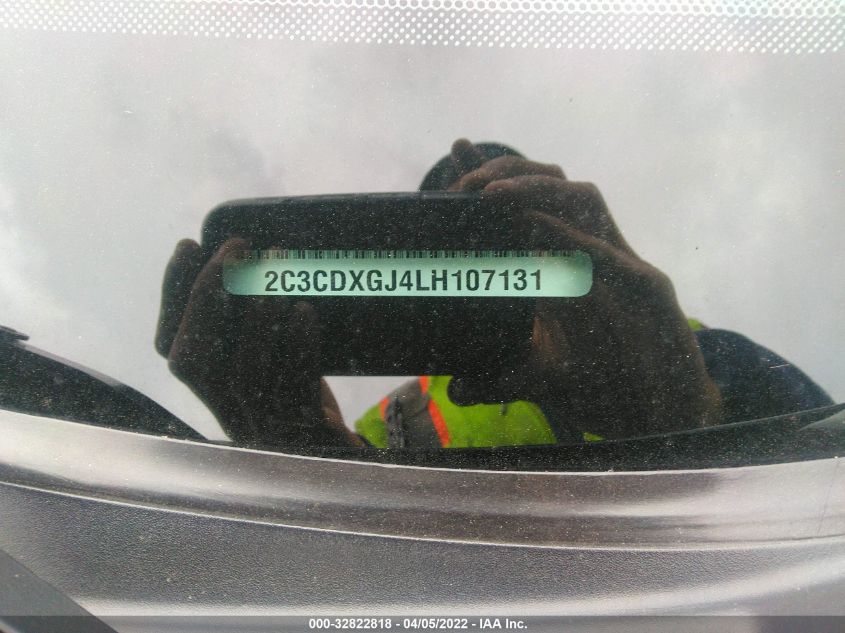 2C3CDXGJ4LH107131
000-32822818 - 04/05/2022 - IAA Inc.